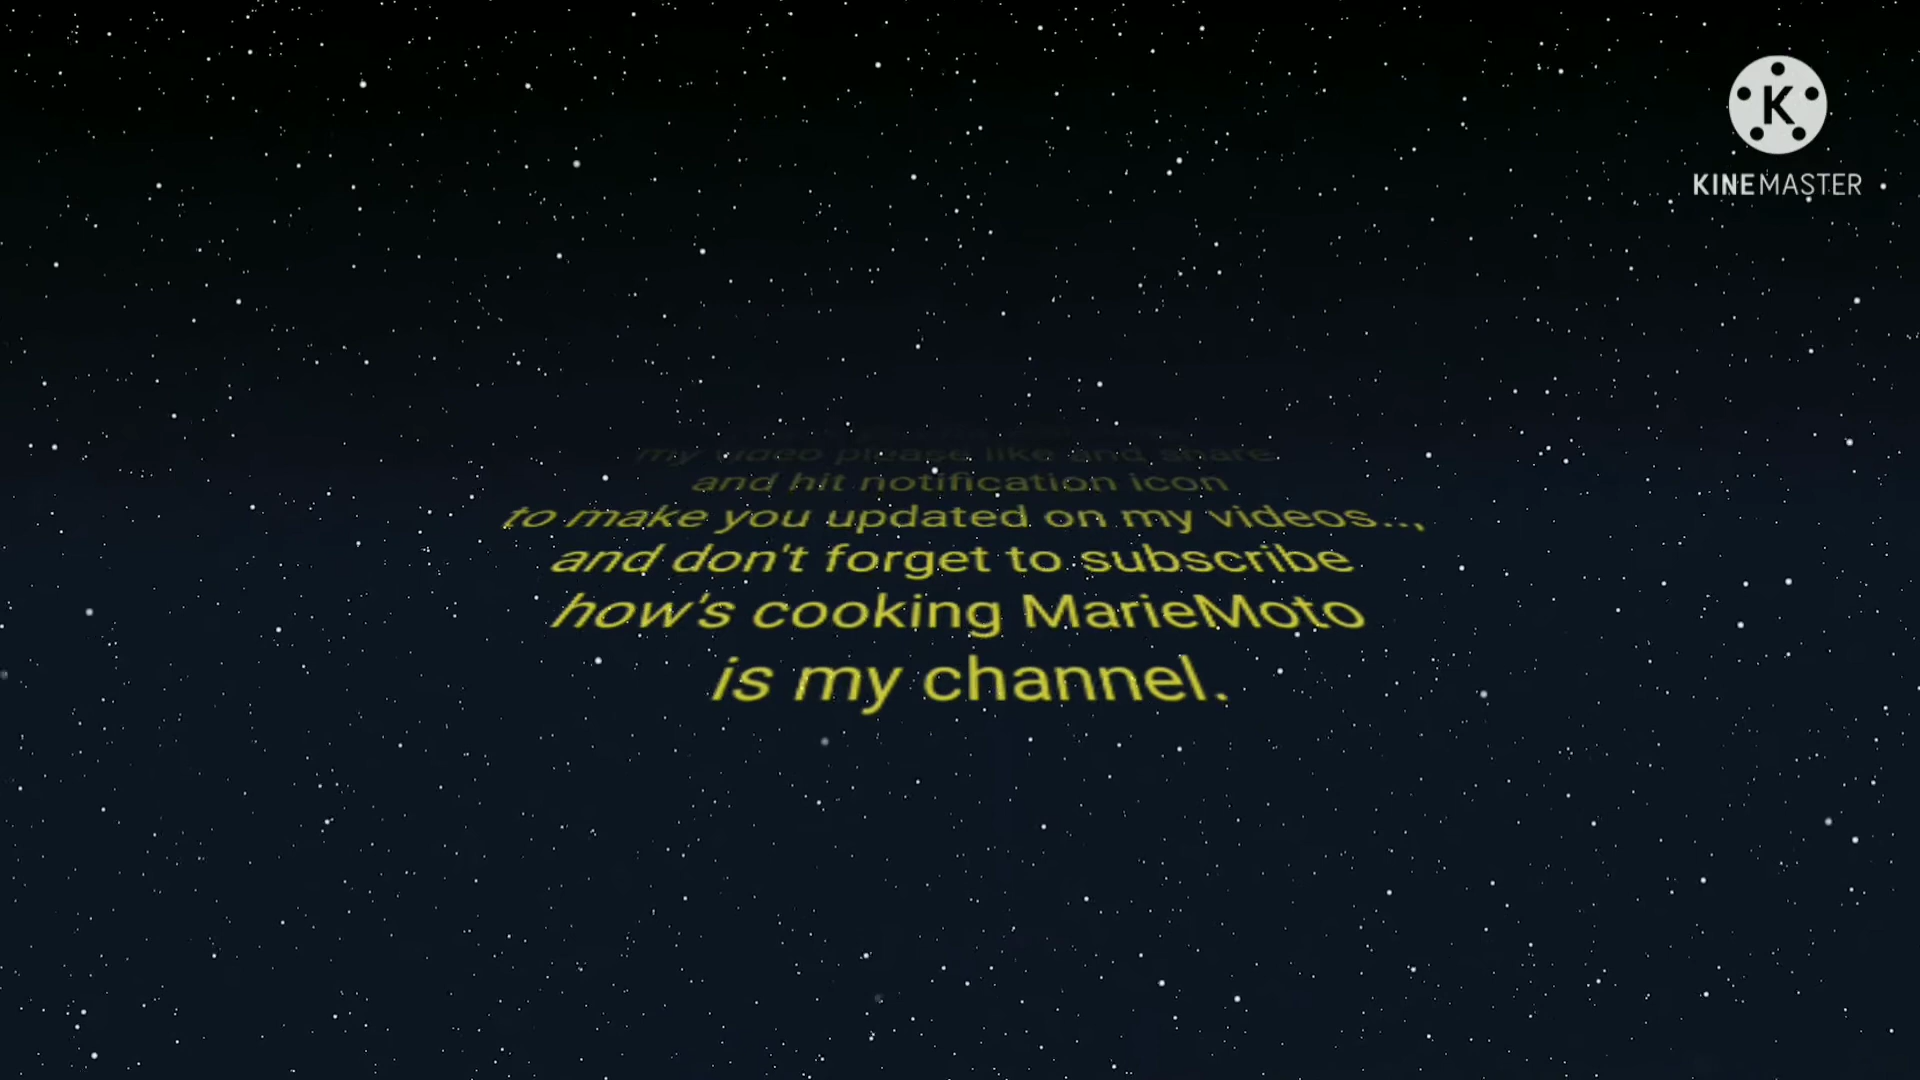 K
KINEMASTER
my video please like and share
and hit notification icon
to make you updated on my videos..,
and don't forget to subscribe
how's cooking MarieMoto
is my channel.